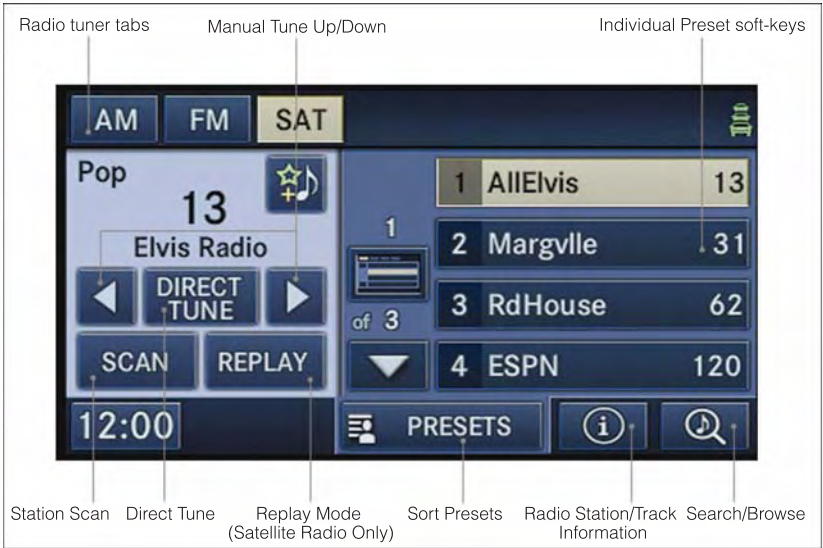 Radio tuner tabs
Manual Tune Up/Down
Individual Preset soft-keys
AM
FM
SAT
Pop
13
Elvis Radio
DIRECT
TUNE
SCAN
REPLAY
12:00
1
of 3
1 AllElvis 13
2 Margvlle 31
3 RdHouse 62
4 ESPN 120
PRESETS
i
Station Scan
Direct Tune
Replay Mode
(Satellite Radio Only)
Sort Presets
Radio Station/Track
Information
Search/Browse